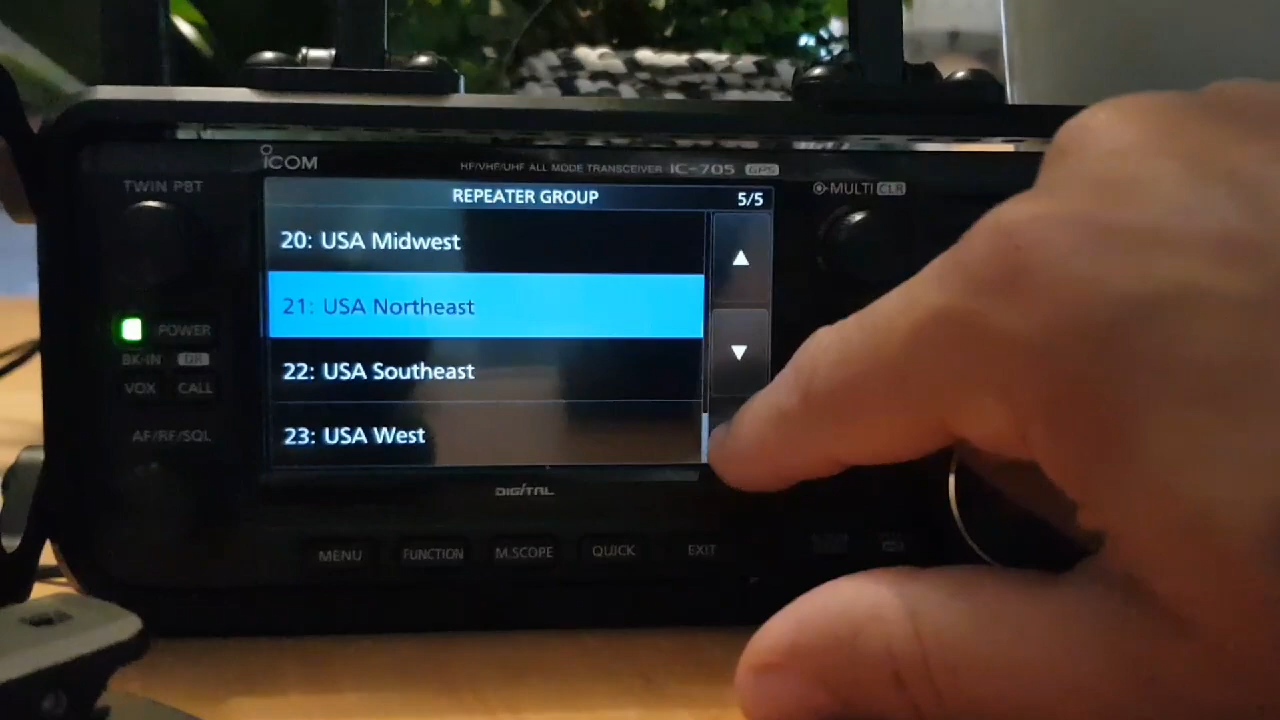 ICOM
HF/VHF/UHF ALL MODE TRANSCEIVER IC-705 GPS
TWIN PBT
MULTI CLR
REPEATER GROUP 5/5
20: USA Midwest
21: USA Northeast
22: USA Southeast
23: USA West
POWER
BK-IN DR
VOX CALL
AF/RF/SQL
DIGITAL
MENU FUNCTION M.SCOPE QUICK EXIT